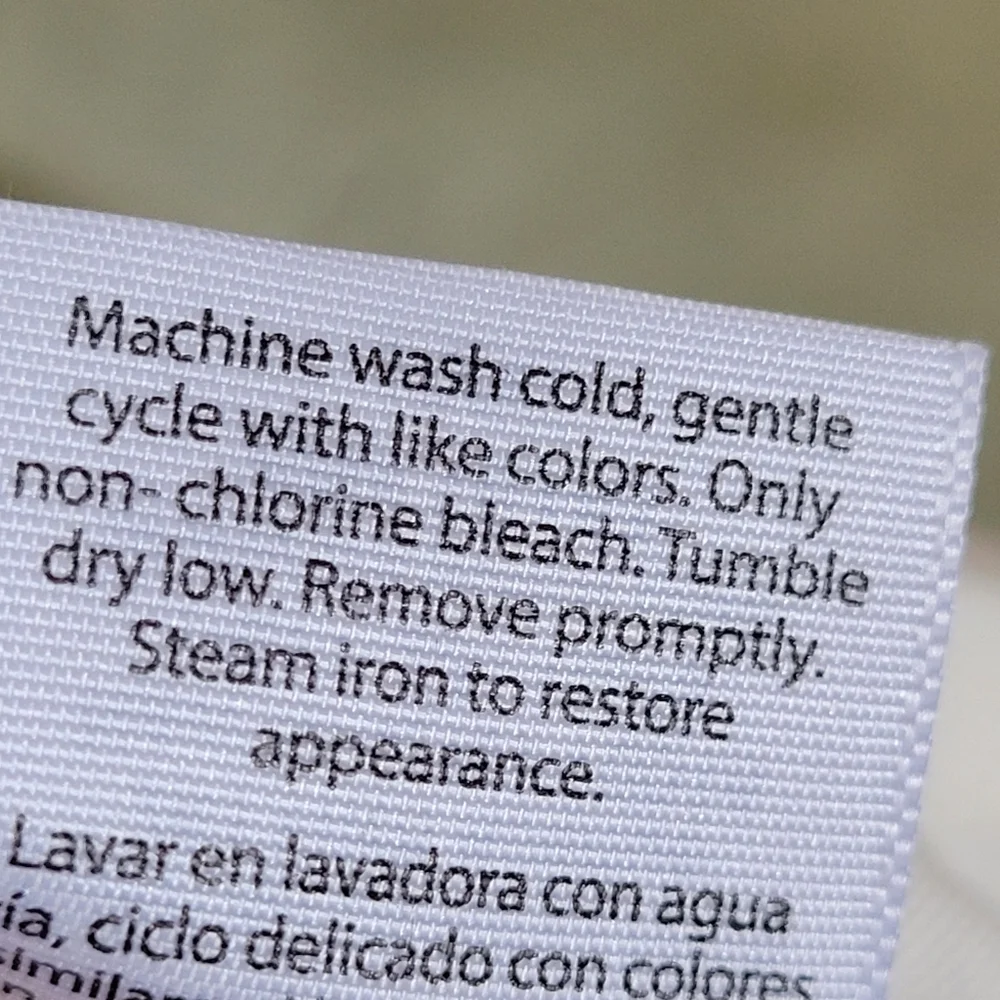 Machine wash cold, gentle
cycle with like colors. Only
non- chlorine bleach. Tumble
dry low. Remove promptly.
Steam iron to restore
appearance.
Lavar en lavadora con agua
ía, ciclo delicado con colores